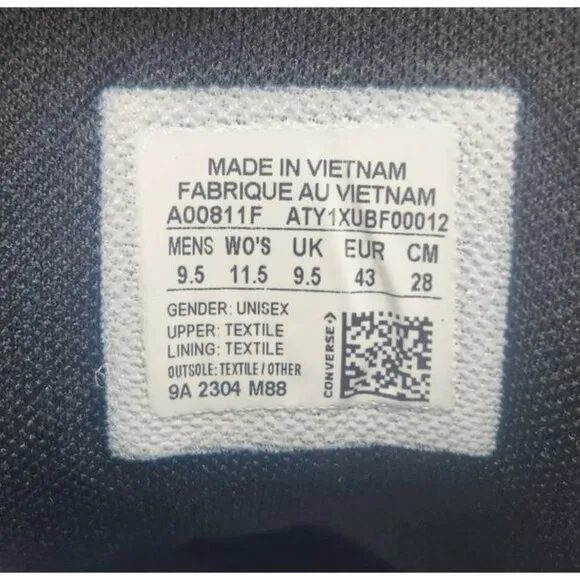 MADE IN VIETNAM
FABRIQUE AU VIETNAM
A00811F ATY1XUBF00012
MENS WO'S UK EUR CM
9.5 11.5 9.5 43 28
GENDER: UNISEX
UPPER: TEXTILE
LINING: TEXTILE
OUTSOLE: TEXTILE / OTHER
9A 2304 M88
CONVERSE